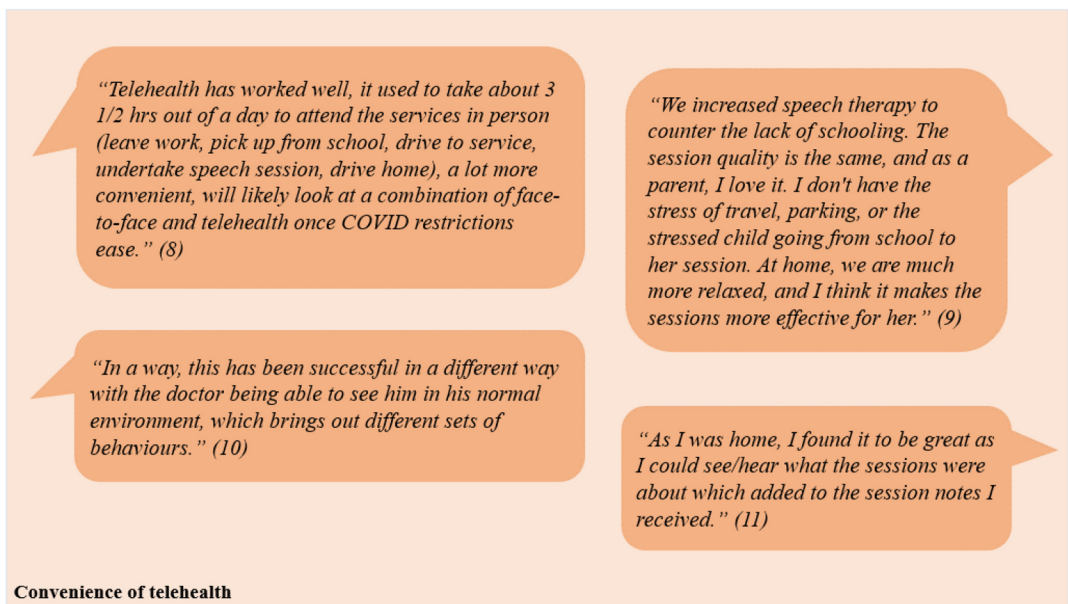 “Telehealth has worked well, it used to take about 3
1/2 hrs out of a day to attend the services in person
(leave work, pick up from school, drive to service,
undertake speech session, drive home), a lot more
convenient, will likely look at a combination of face-
to-face and telehealth once COVID restrictions
ease.” (8)
“We increased speech therapy to
counter the lack of schooling. The
session quality is the same, and as a
parent, I love it. I don't have the
stress of travel, parking, or the
stressed child going from school to
her session. At home, we are much
more relaxed, and I think it makes the
sessions more effective for her.” (9)
“In a way, this has been successful in a different way
with the doctor being able to see him in his normal
environment, which brings out different sets of
behaviours.” (10)
“As I was home, I found it to be great as
I could see/hear what the sessions were
about which added to the session notes I
received.” (11)
Convenience of telehealth